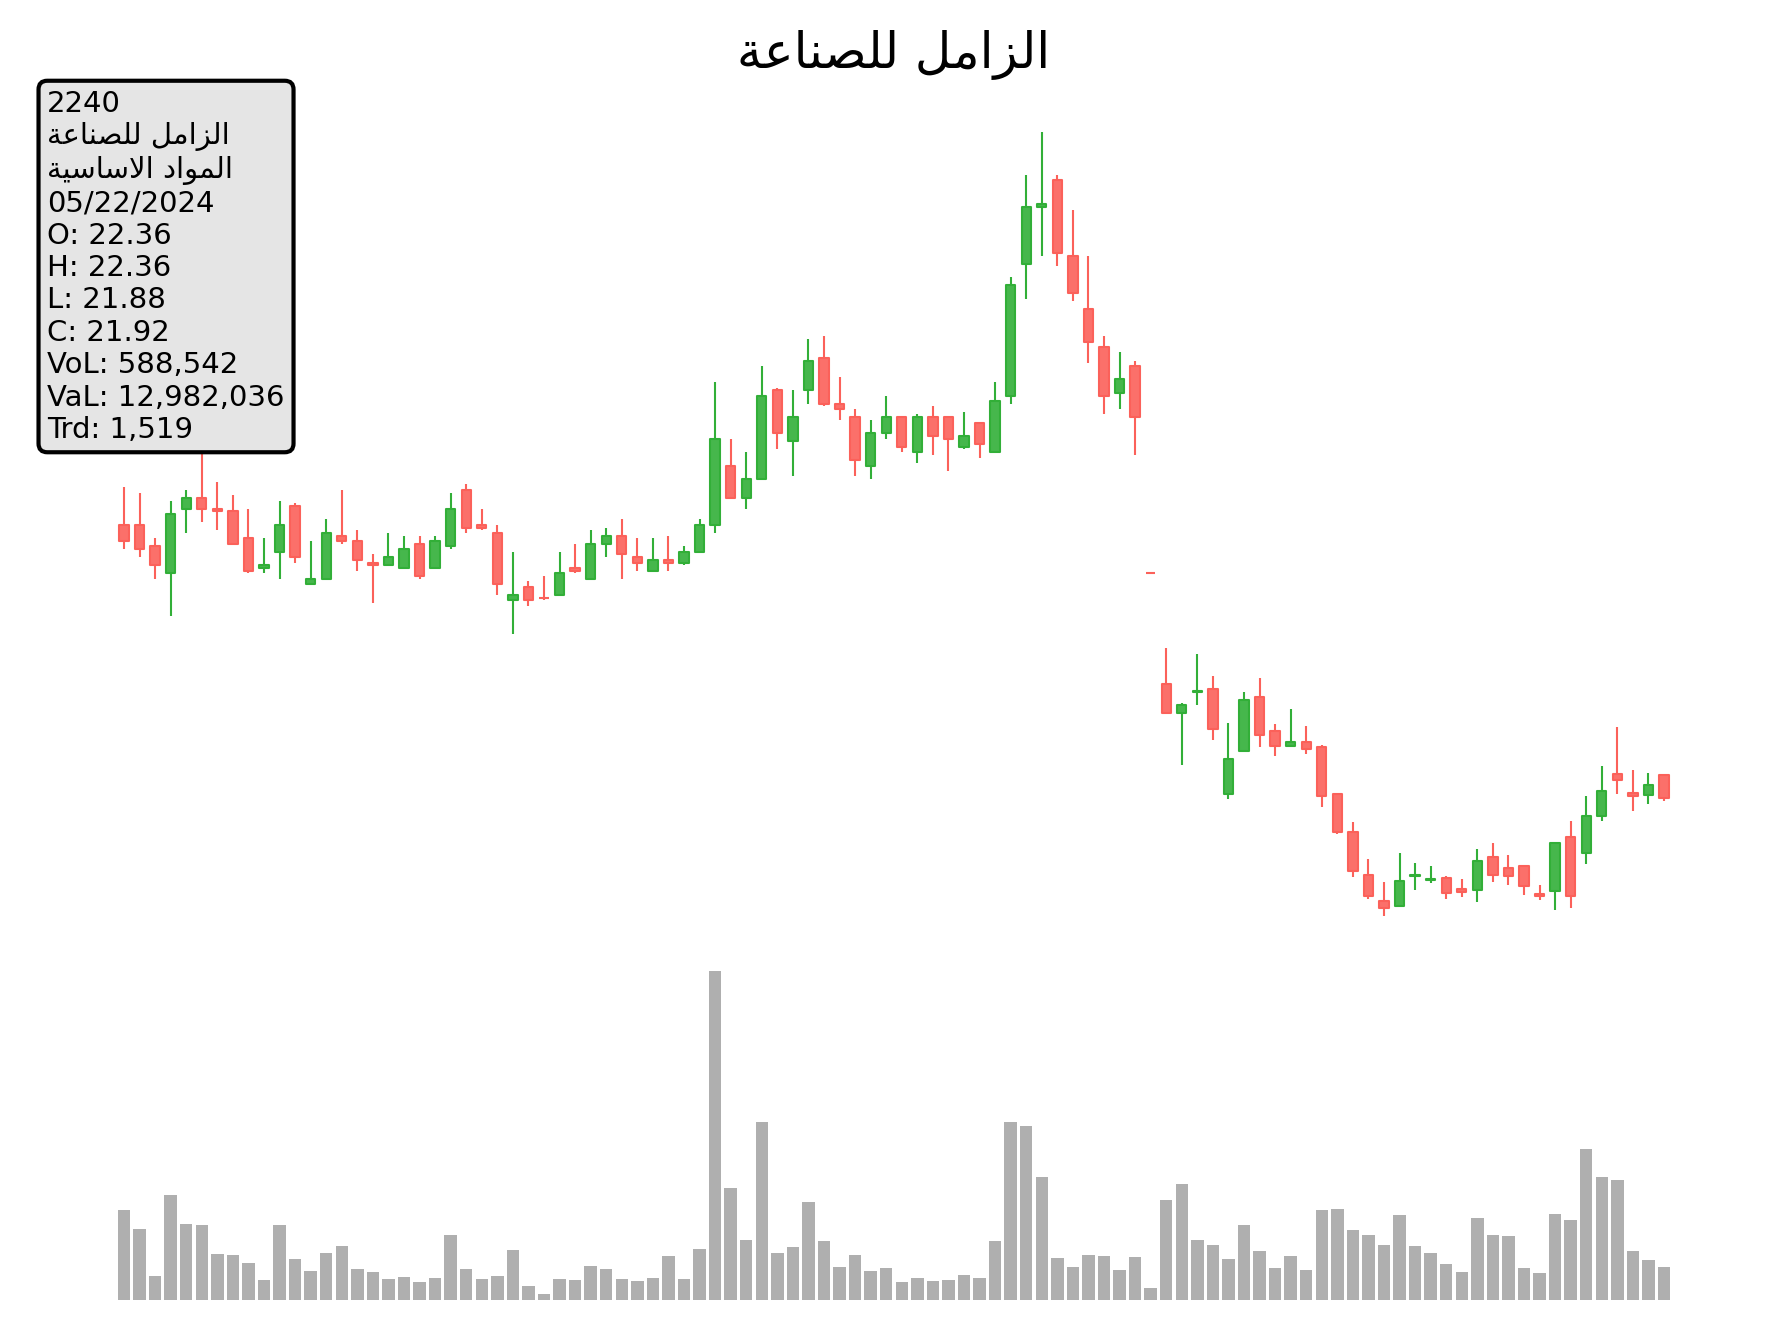 الزامل للصناعة
2240
الزامل للصناعة
المواد الاساسية
05/22/2024
O: 22.36
H: 22.36
L: 21.88
C: 21.92
VoL: 588,542
VaL: 12,982,036
Trd: 1,519